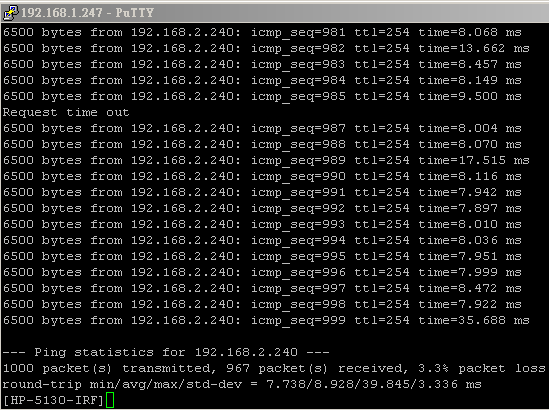 192.168.1.247 - PuTTY
6500 bytes from 192.168.2.240: icmp_seq=981 ttl=254 time=8.068 ms
6500 bytes from 192.168.2.240: icmp_seq=982 ttl=254 time=13.662 ms
6500 bytes from 192.168.2.240: icmp_seq=983 ttl=254 time=8.457 ms
6500 bytes from 192.168.2.240: icmp_seq=984 ttl=254 time=8.149 ms
6500 bytes from 192.168.2.240: icmp_seq=985 ttl=254 time=9.500 ms
Request time out
6500 bytes from 192.168.2.240: icmp_seq=987 ttl=254 time=8.004 ms
6500 bytes from 192.168.2.240: icmp_seq=988 ttl=254 time=8.070 ms
6500 bytes from 192.168.2.240: icmp_seq=989 ttl=254 time=17.515 ms
6500 bytes from 192.168.2.240: icmp_seq=990 ttl=254 time=8.116 ms
6500 bytes from 192.168.2.240: icmp_seq=991 ttl=254 time=7.942 ms
6500 bytes from 192.168.2.240: icmp_seq=992 ttl=254 time=7.897 ms
6500 bytes from 192.168.2.240: icmp_seq=993 ttl=254 time=8.010 ms
6500 bytes from 192.168.2.240: icmp_seq=994 ttl=254 time=8.036 ms
6500 bytes from 192.168.2.240: icmp_seq=995 ttl=254 time=7.951 ms
6500 bytes from 192.168.2.240: icmp_seq=996 ttl=254 time=7.999 ms
6500 bytes from 192.168.2.240: icmp_seq=997 ttl=254 time=8.472 ms
6500 bytes from 192.168.2.240: icmp_seq=998 ttl=254 time=7.922 ms
6500 bytes from 192.168.2.240: icmp_seq=999 ttl=254 time=35.688 ms
--- Ping statistics for 192.168.2.240 ---
1000 packet(s) transmitted, 967 packet(s) received, 3.3% packet loss
round-trip min/avg/max/std-dev = 7.738/8.928/39.845/3.336 ms
[HP-5130-IRF]